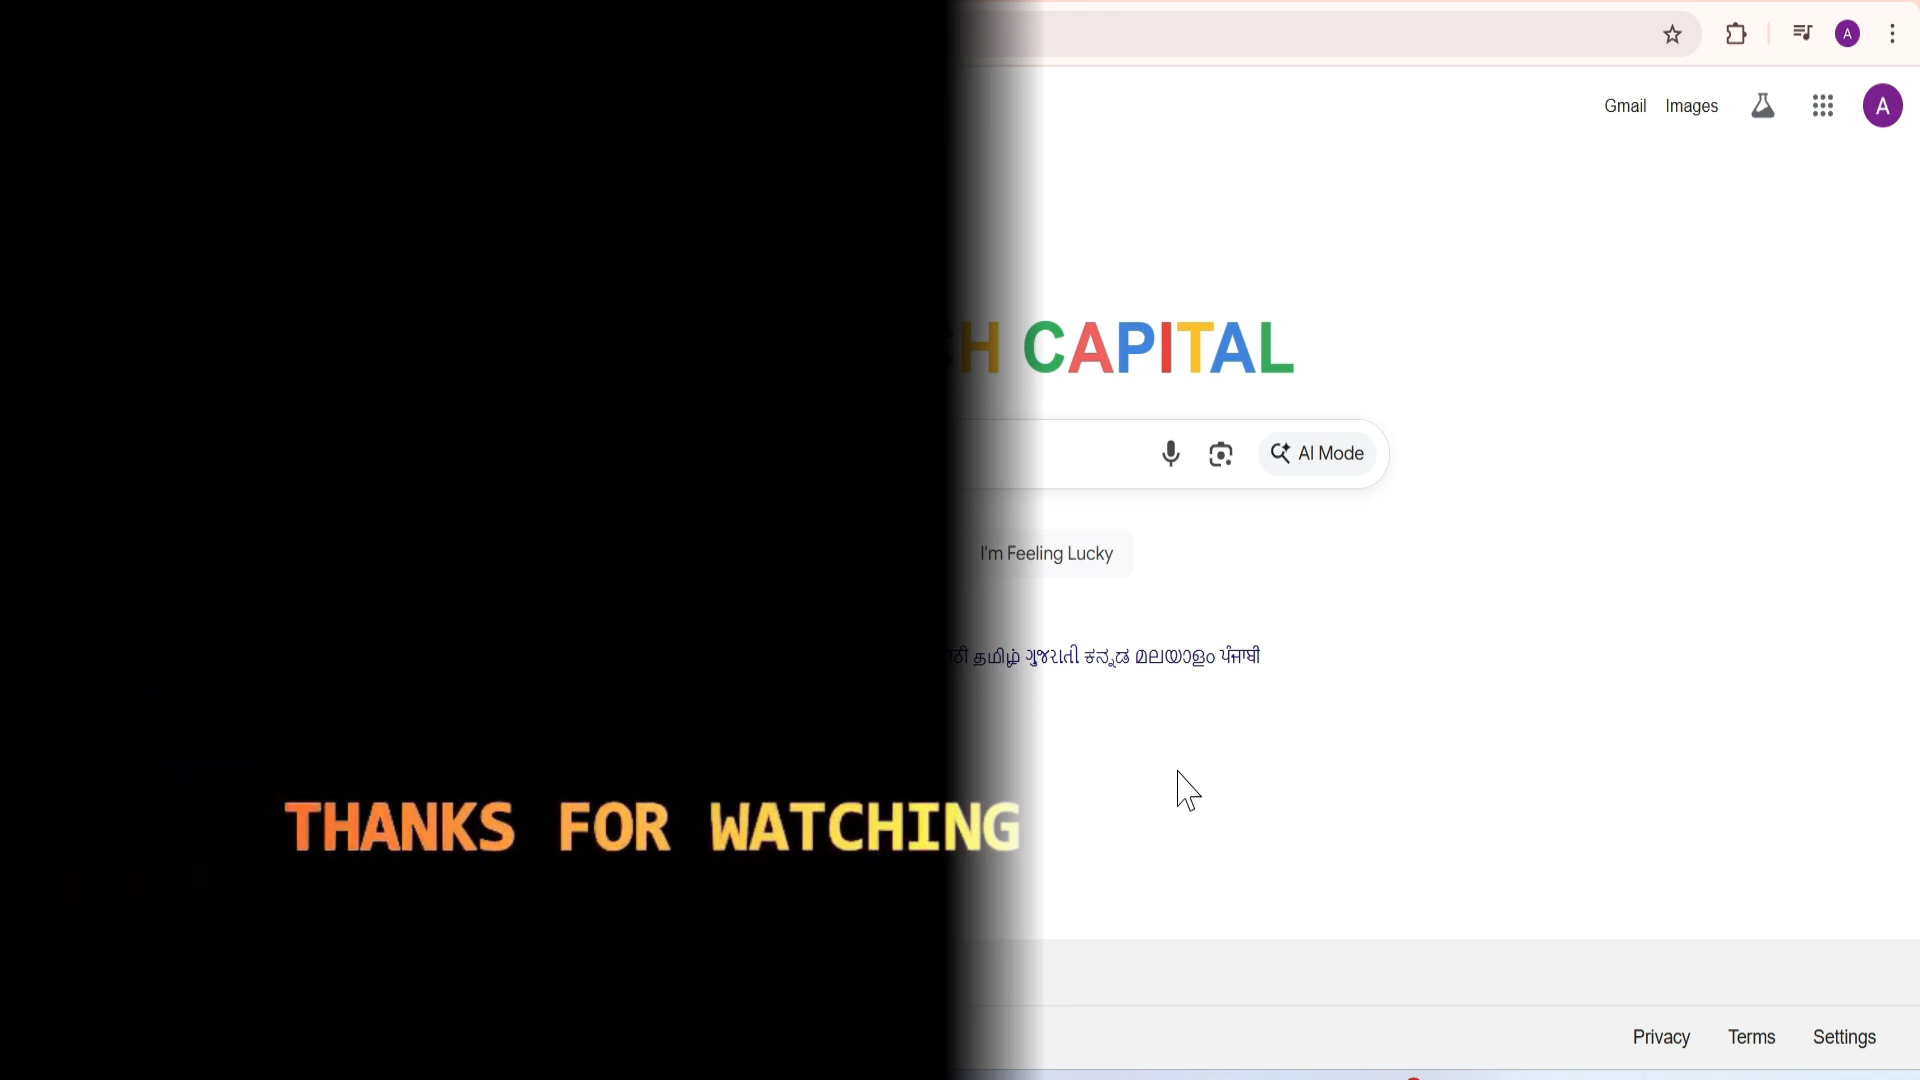 A
Gmail Images A
H CAPITAL
AI Mode
I'm Feeling Lucky
தமிழ் ગુજરાતી ಕನ್ನಡ മലയാളം ਪੰਜਾਬੀ
THANKS FOR WATCHING
Privacy Terms Settings